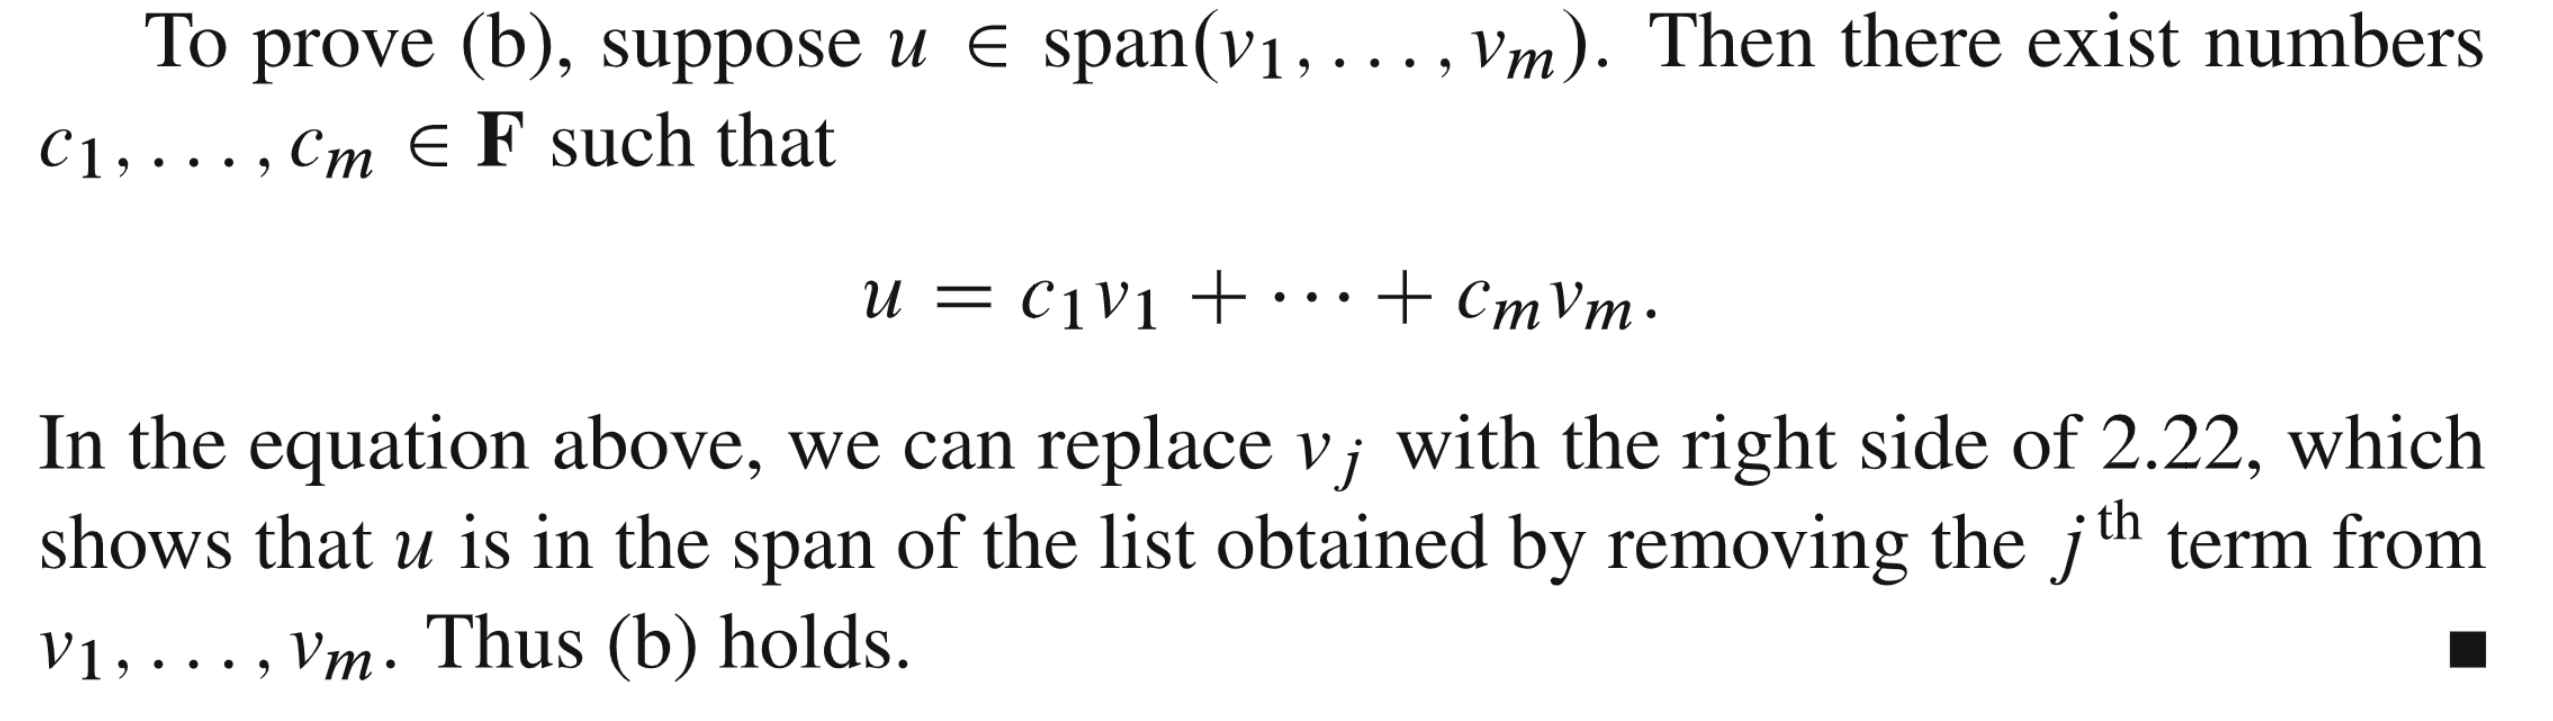 To prove (b), suppose u ∈ span(v₁, . . . , vₘ). Then there exist numbers
c₁, . . . , cₘ ∈ F such that
u = c₁v₁ + · · · + cₘvₘ.
In the equation above, we can replace vⱼ with the right side of 2.22, which
shows that u is in the span of the list obtained by removing the jᵗʰ term from
v₁, . . . , vₘ. Thus (b) holds. ■